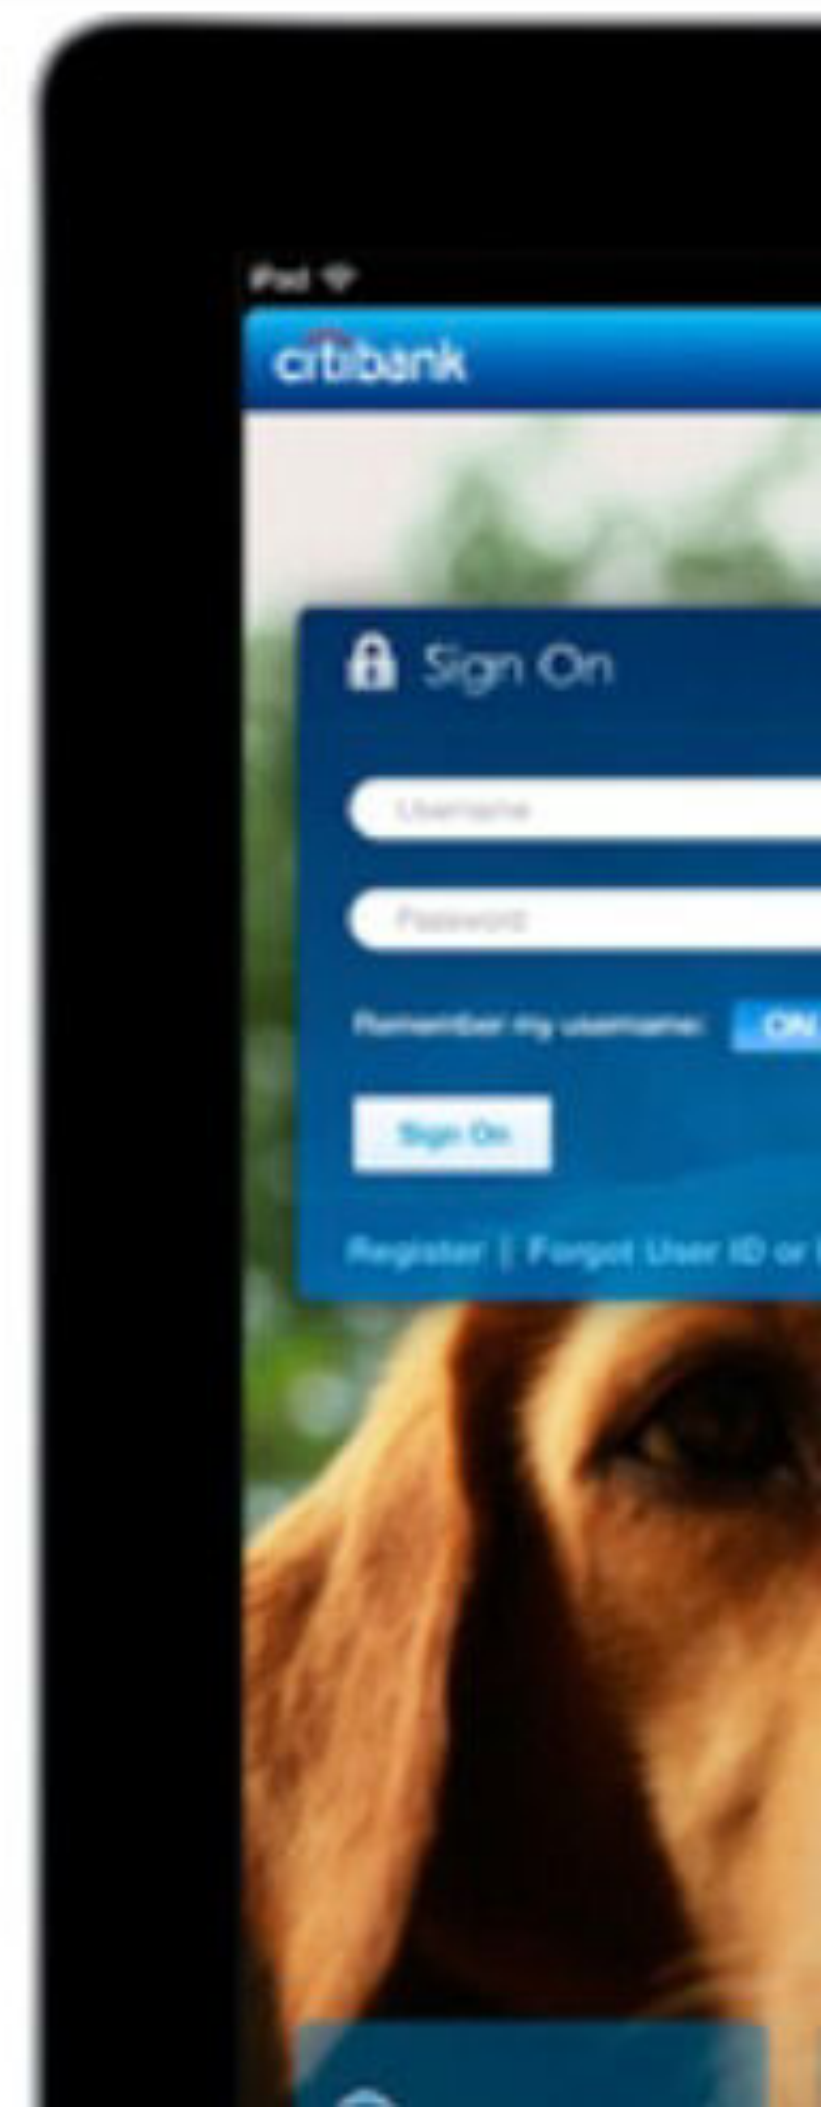 iPad
citibank
Sign On
Username
Password
Remember my username: ON
Sign On
Register | Forgot User ID or